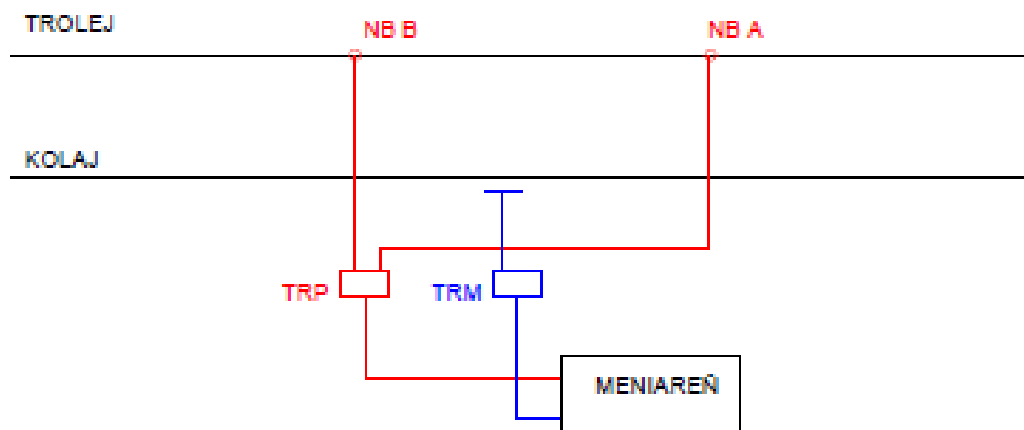 TROLEJ
NB B
NB A
KOLAJ
TRP
TRM
MENIAREŇ